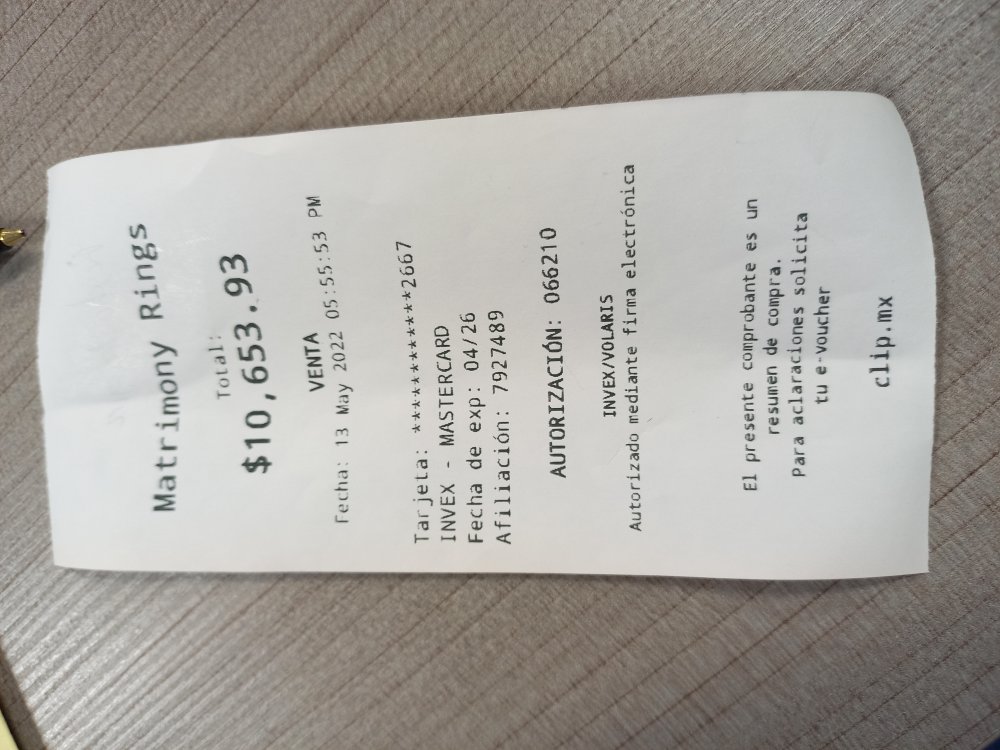 Matrimony Rings
Total:
$10,653.93
VENTA
Fecha: 13 May 2022 05:55:53 PM
Tarjeta: ************2667
INVEX - MASTERCARD
Fecha de exp: 04/26
Afiliación: 7927489
AUTORIZACIÓN: 066210
INVEX/VOLARIS
Autorizado mediante firma electrónica
El presente comprobante es un
resumen de compra.
Para aclaraciones solicita
tu e-voucher
clip.mx